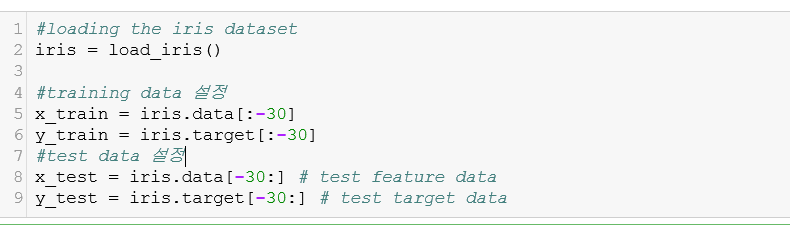 1 #loading the iris dataset
2 iris = load_iris()
3
4 #training data 설정
5 x_train = iris.data[:-30]
6 y_train = iris.target[:-30]
7 #test data 설정
8 x_test = iris.data[-30:] # test feature data
9 y_test = iris.target[-30:] # test target data